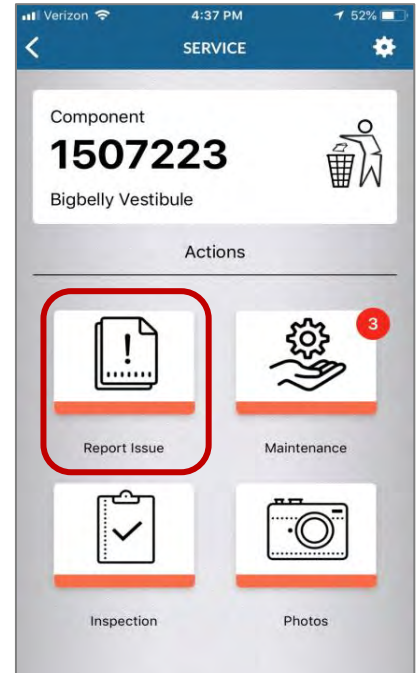 Verizon 4:37 PM 52%
SERVICE
Component
1507223
Bigbelly Vestibule
Actions
3
Report Issue Maintenance
Inspection Photos